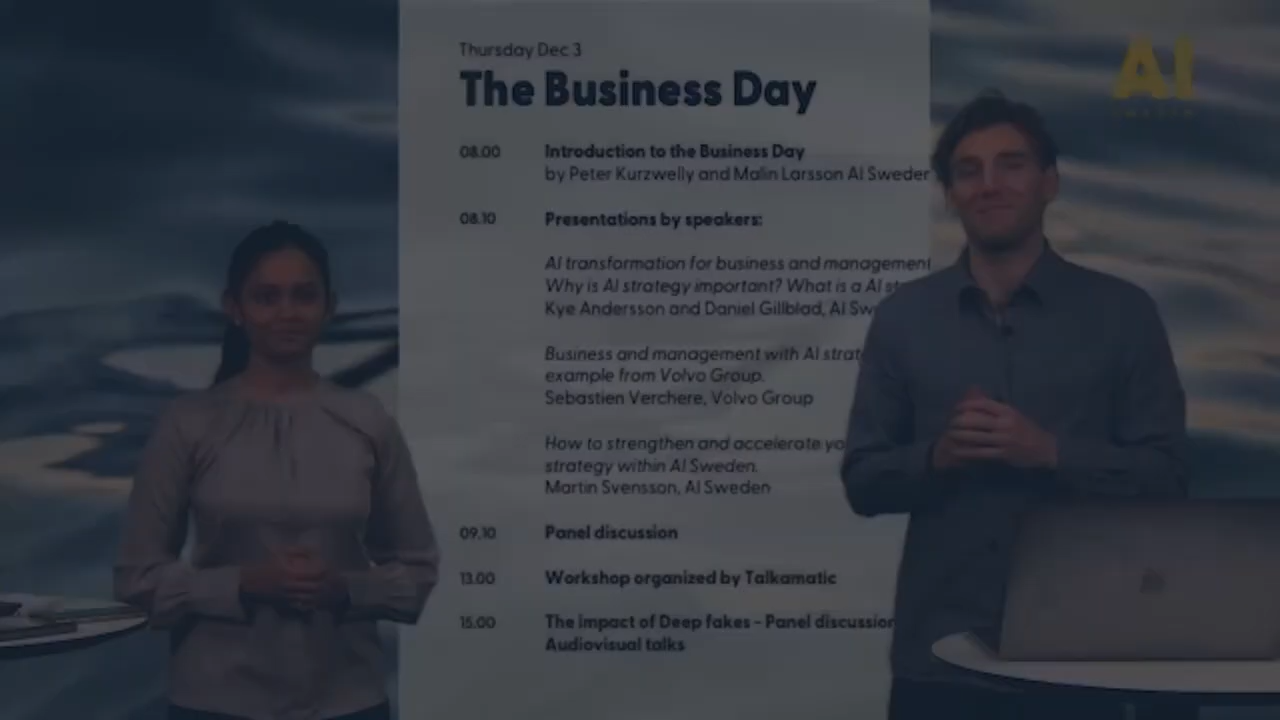 Thursday Dec 3
The Business Day
08.00 Introduction to the Business Day
by Peter Kurzwelly and Malin Larsson AI Sweden
08.10 Presentations by speakers:
AI transformation for business and management
Why is AI strategy important? What is a AI
Kye Andersson and Daniel Gillblad, AI
Business and management with AI
example from Volvo Group.
Sebastien Verchere, Volvo Group
How to strengthen and accelerate
strategy within AI Sweden.
Martin Svensson, AI Sweden
09.10 Panel discussion
13.00 Workshop organized by Talkamatic
15.00 The impact of Deep fakes - Panel discussion
Audiovisual talks
AI
SWEDEN